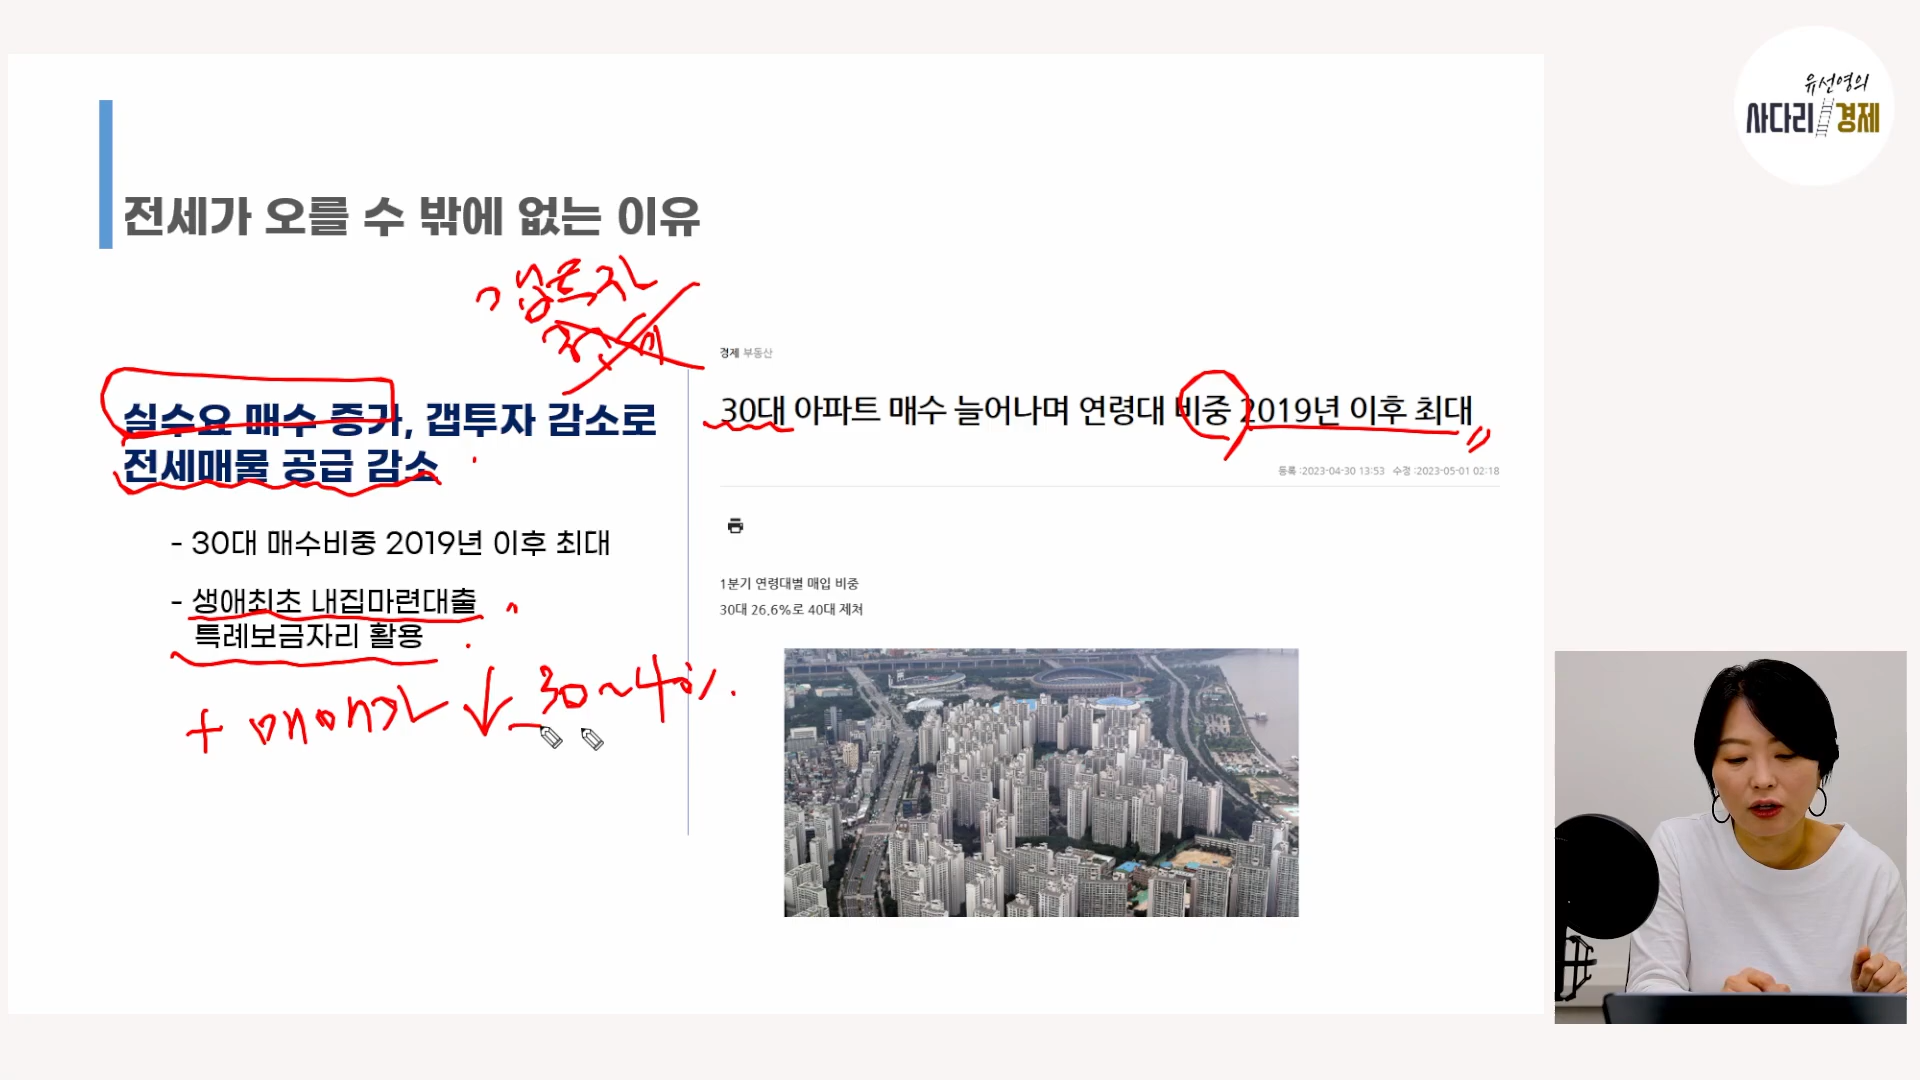 유선영의
사다리 경제
전세가 오를 수 밖에 없는 이유
실수요 매수 증가, 갭투자 감소로
전세매물 공급 감소
- 30대 매수비중 2019년 이후 최대
- 생애최초 내집마련대출
특례보금자리 활용
+ 매매가 ↓ 30~40%.
경제 부동산
30대 아파트 매수 늘어나며 연령대 비중 2019년 이후 최대
등록 :2023-04-30 13:53 수정 :2023-05-01 02:18
1분기 연령대별 매입 비중
30대 26.6%로 40대 제쳐